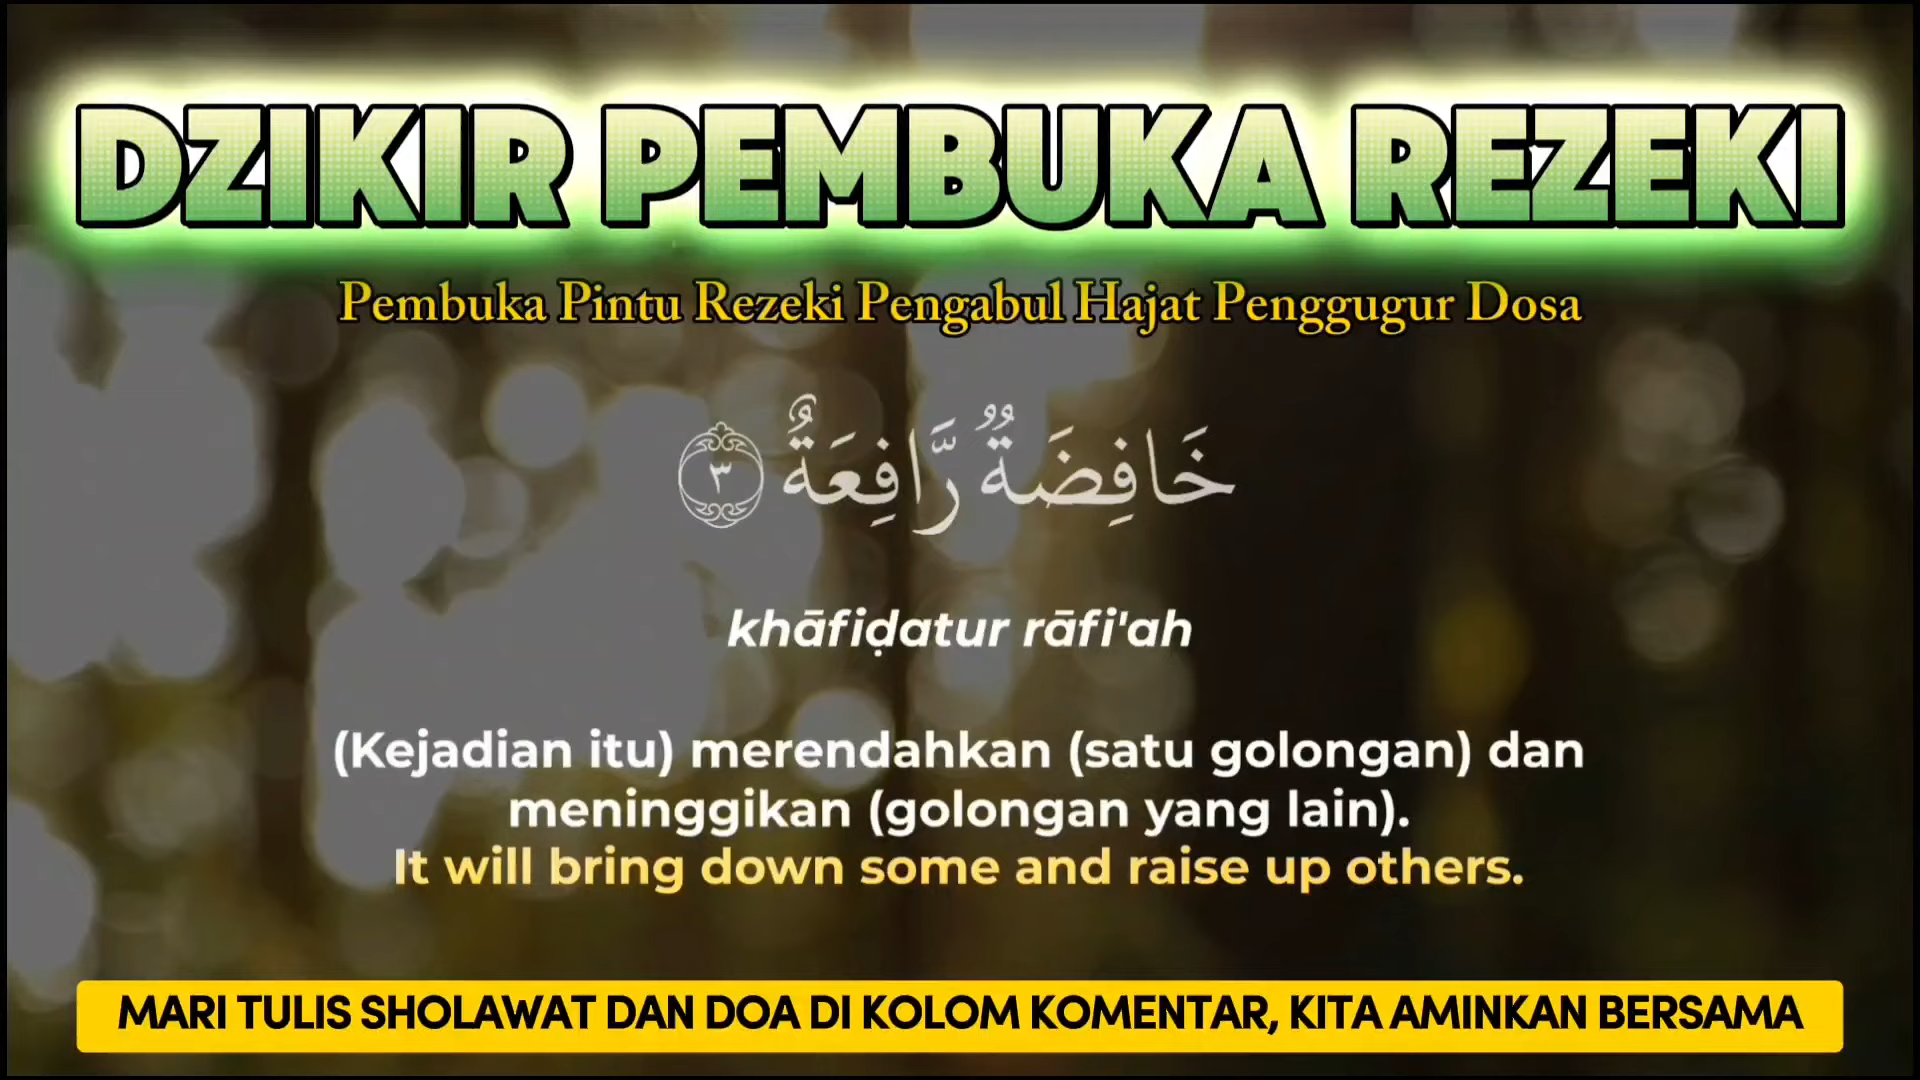 DZIKIR PEMBUKA REZEKI
Pembuka Pintu Rezeki Pengabul Hajat Penggugur Dosa
خَافِضَةٌ رَّافِعَةٌ ۙ ٣
khāfiḍatur rāfi'ah
(Kejadian itu) merendahkan (satu golongan) dan
meninggikan (golongan yang lain).
It will bring down some and raise up others.
MARI TULIS SHOLAWAT DAN DOA DI KOLOM KOMENTAR, KITA AMINKAN BERSAMA